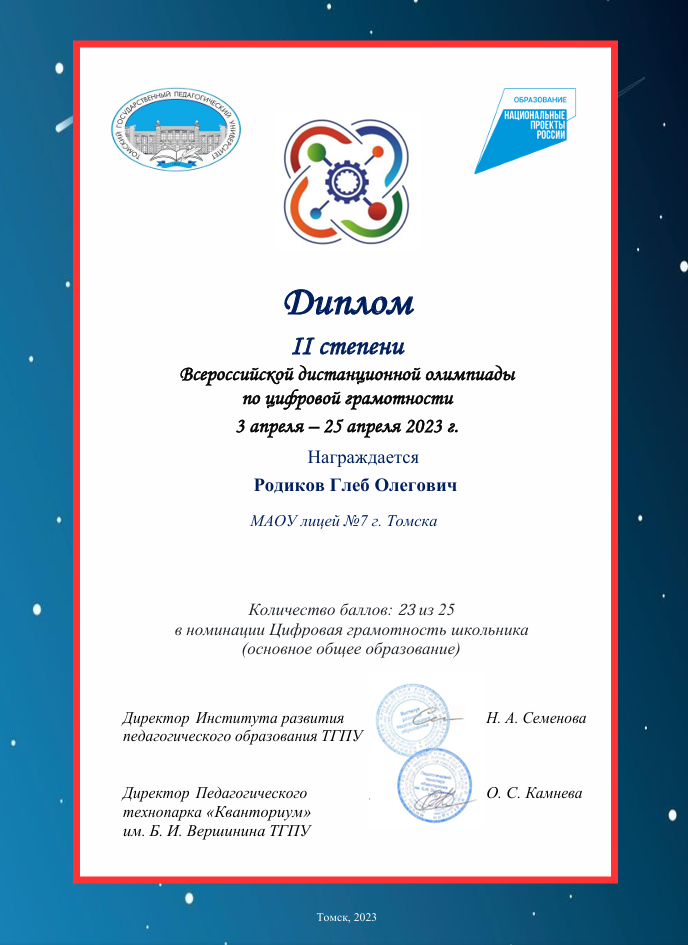 ТОМСКИЙ ГОСУДАРСТВЕННЫЙ ПЕДАГОГИЧЕСКИЙ УНИВЕРСИТЕТ
ОБРАЗОВАНИЕ
НАЦИОНАЛЬНЫЕ
ПРОЕКТЫ
РОССИИ
Диплом
II степени
Всероссийской дистанционной олимпиады
по цифровой грамотности
3 апреля – 25 апреля 2023 г.
Награждается
Родиков Глеб Олегович
МАОУ лицей №7 г. Томска
Количество баллов: 23 из 25
в номинации Цифровая грамотность школьника
(основное общее образование)
Директор Института развития
педагогического образования ТГПУ
Н. А. Семенова
Директор Педагогического
технопарка «Кванториум»
им. Б. И. Вершинина ТГПУ
О. С. Камнева
Томск, 2023